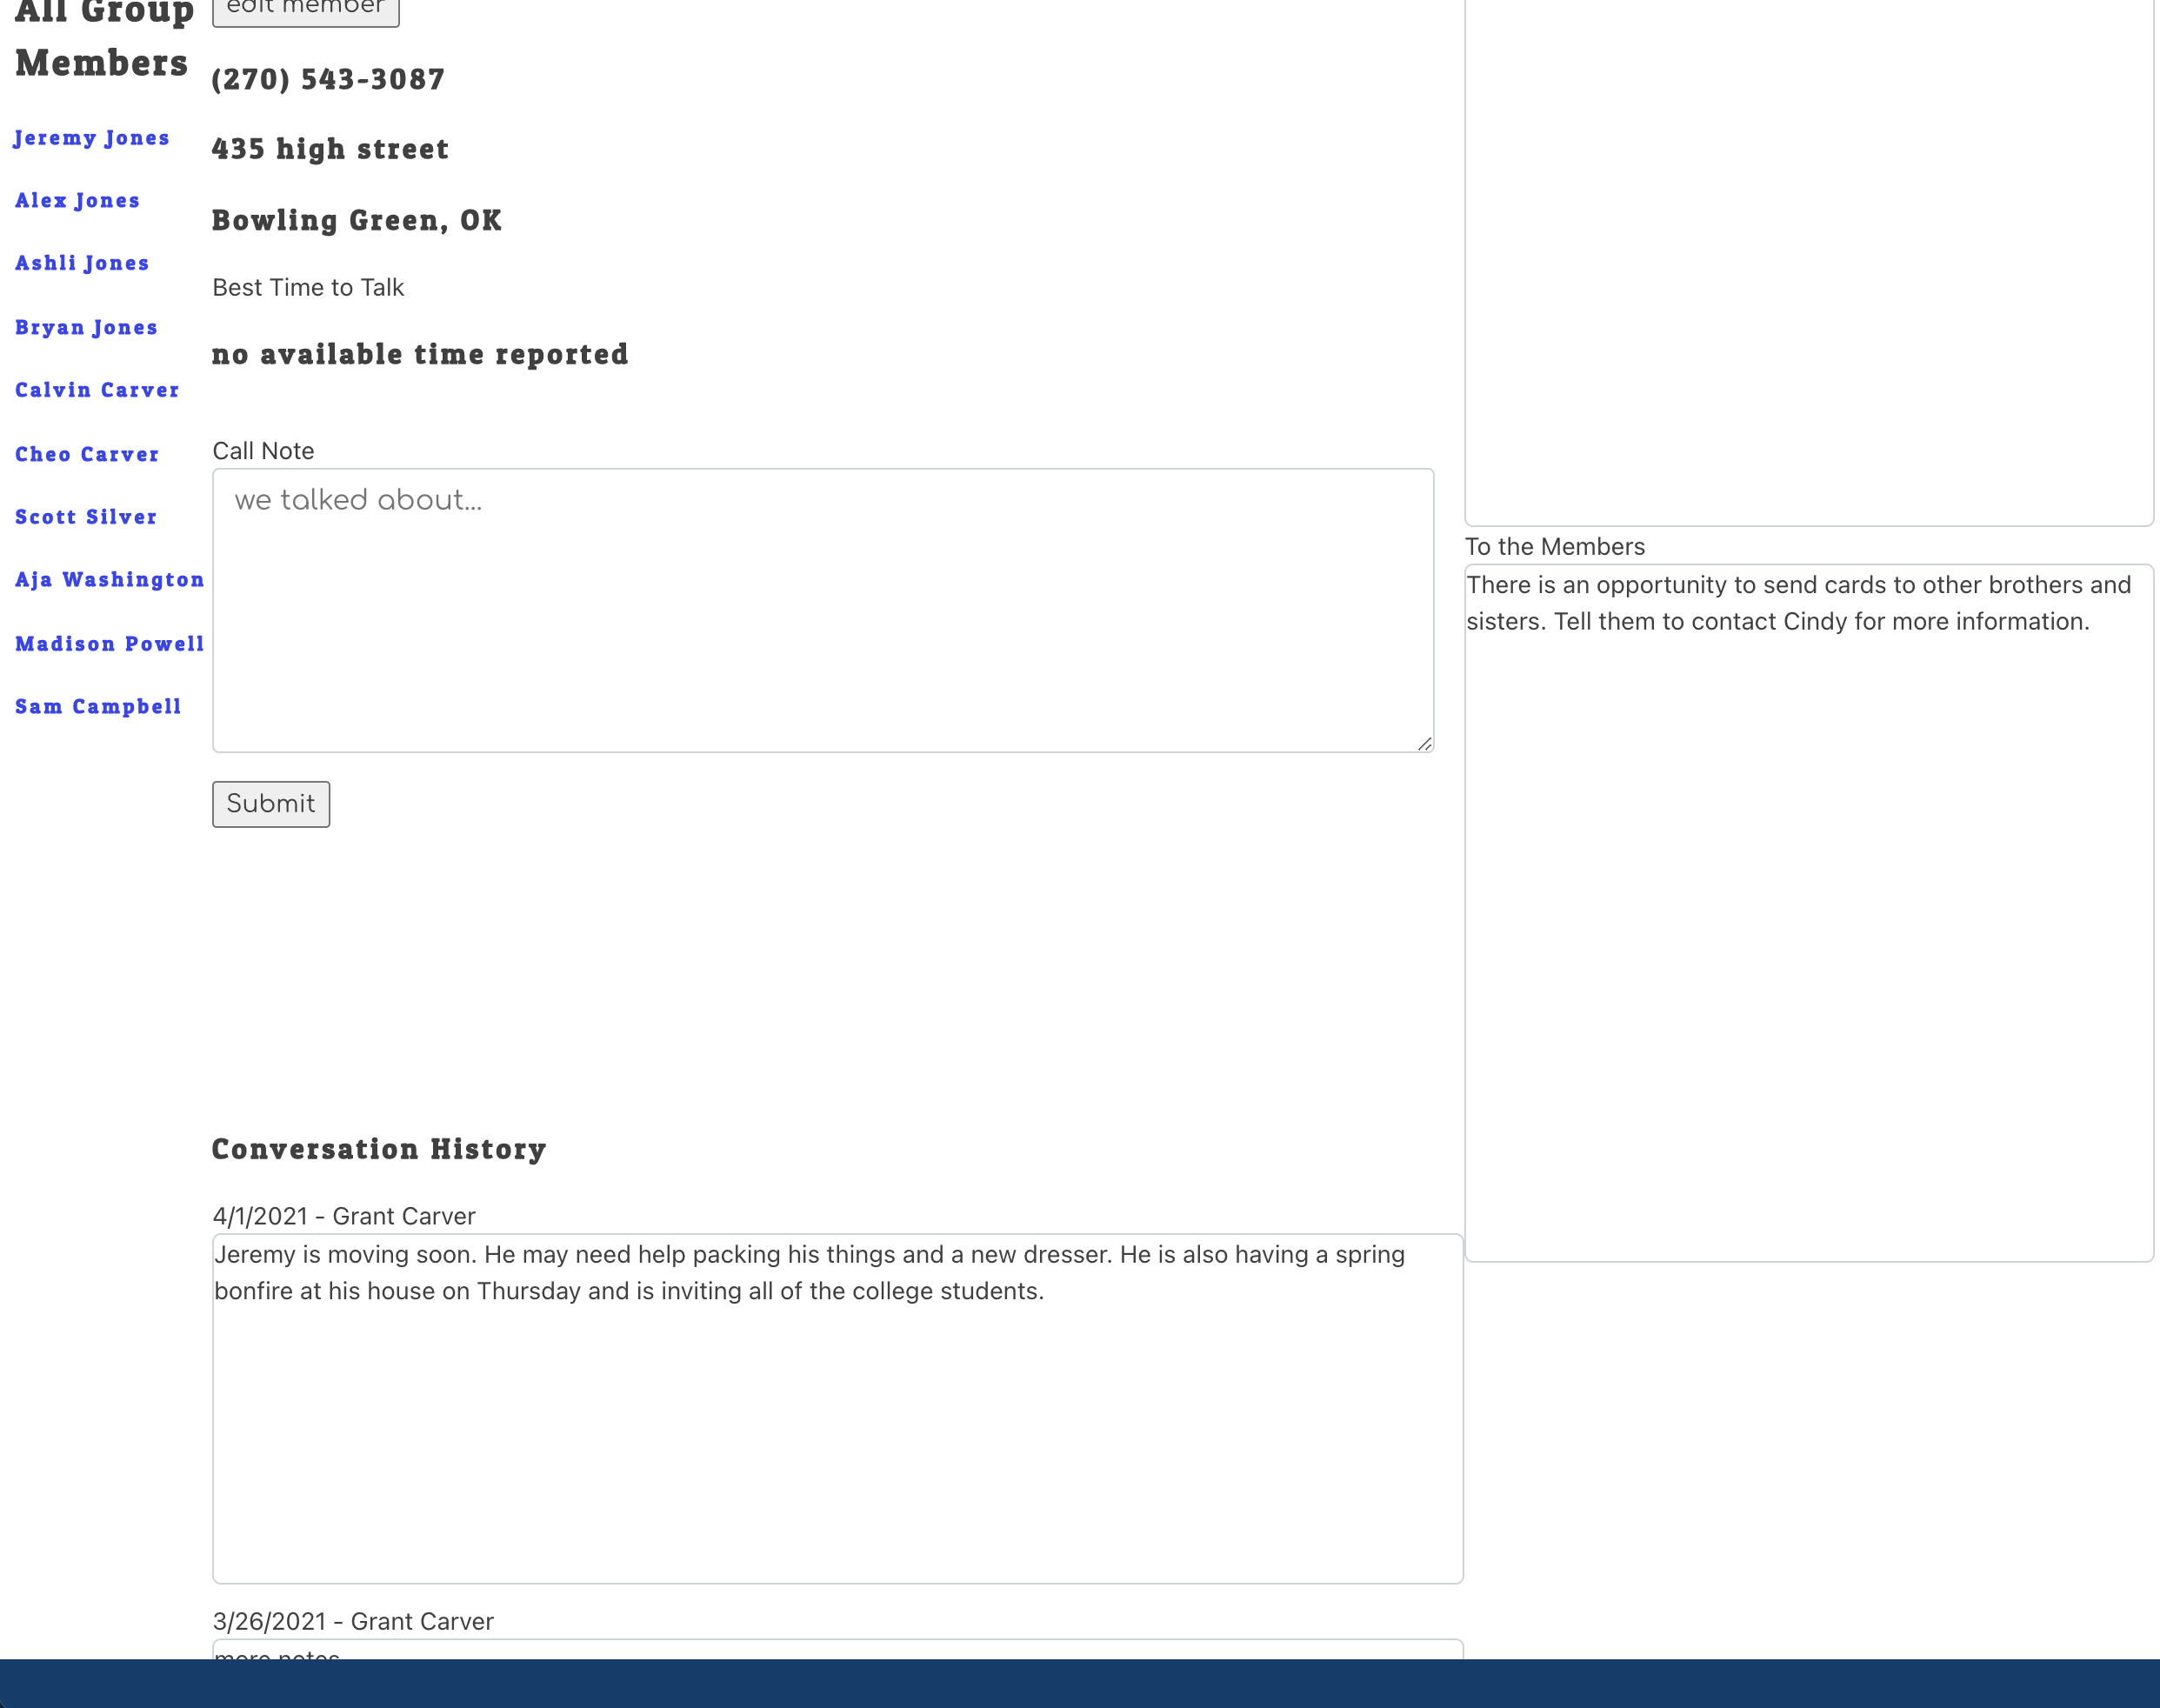 All Group
Members
Jeremy Jones
Alex Jones
Ashli Jones
Bryan Jones
Calvin Carver
Cheo Carver
Scott Silver
Aja Washington
Madison Powell
Sam Campbell
edit member
(270) 543-3087
435 high street
Bowling Green, OK
Best Time to Talk
no available time reported
Call Note
we talked about...
Submit
Conversation History
4/1/2021 - Grant Carver
Jeremy is moving soon. He may need help packing his things and a new dresser. He is also having a spring
bonfire at his house on Thursday and is inviting all of the college students.
3/26/2021 - Grant Carver
more notes
To the Members
There is an opportunity to send cards to other brothers and
sisters. Tell them to contact Cindy for more information.